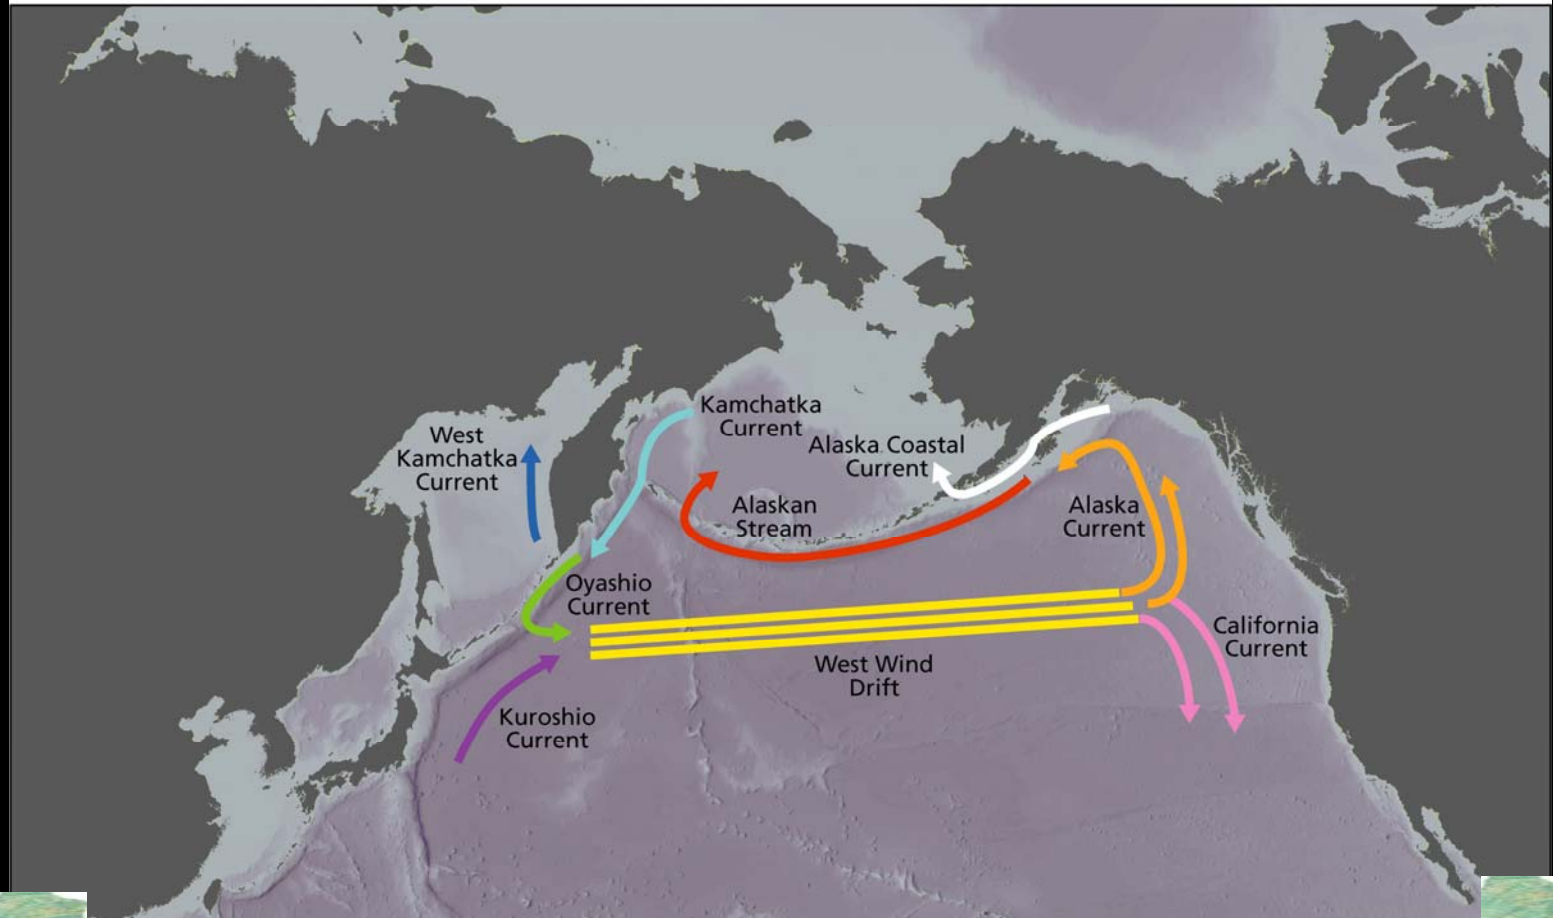 Kamchatka
Current
West
Kamchatka
Current
Alaska Coastal
Current
Alaskan
Stream
Alaska
Current
Oyashio
Current
West Wind
Drift
California
Current
Kuroshio
Current